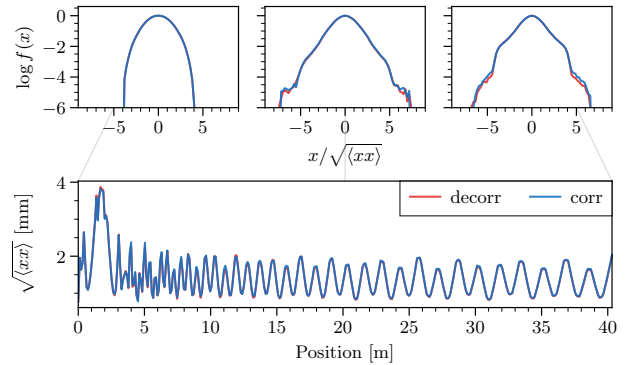 log f(x)
0
−2
−4
−6
−5 0 5
−5 0 5
−5 0 5
x/√⟨xx⟩
√⟨xx⟩ [mm]
4
2
decorr corr
0 5 10 15 20 25 30 35 40
Position [m]